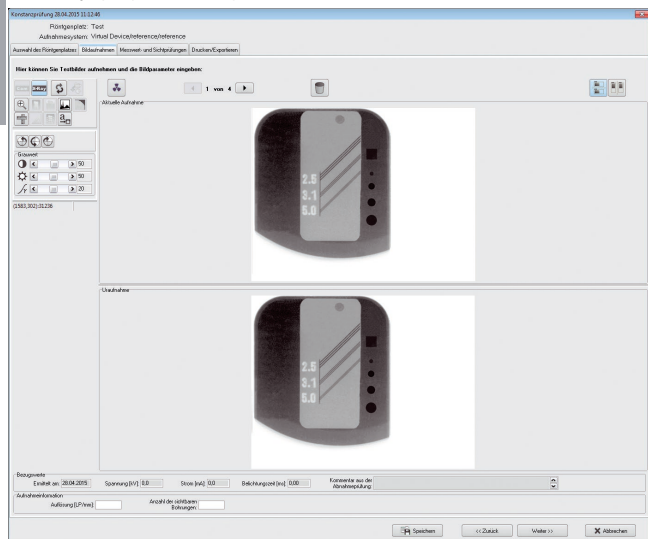 Konstanzprüfung 28.04.2015 11:12:46
Röntgenplatz: Test
Aufnahmesystem: Virtual Device/reference/reference
Auswahl des Röntgenplatzes Bildaufnahmen Messwert- und Sichtprüfungen Drucken/Exportieren
Hier können Sie Testbilder aufnehmen und die Bildparameter eingeben:
X-Ray
1 von 4
Aktuelle Aufnahme
2.5
3.1
5.0
Grauwert
50
50
20
(1583,302):31236
Uraufnahme
2.5
3.1
5.0
Bezugswerte
Ermittelt am: 28.04.2015 Spannung [kV]: 0,0 Strom [mA]: 0,0 Belichtungszeit [ms]: 0,00 Kommentar aus der Abnahmeprüfung:
Aufnahmeinformation
Auflösung [LP/mm]: Anzahl der sichtbaren Bohrungen:
Speichern << Zurück Weiter >> Abbrechen